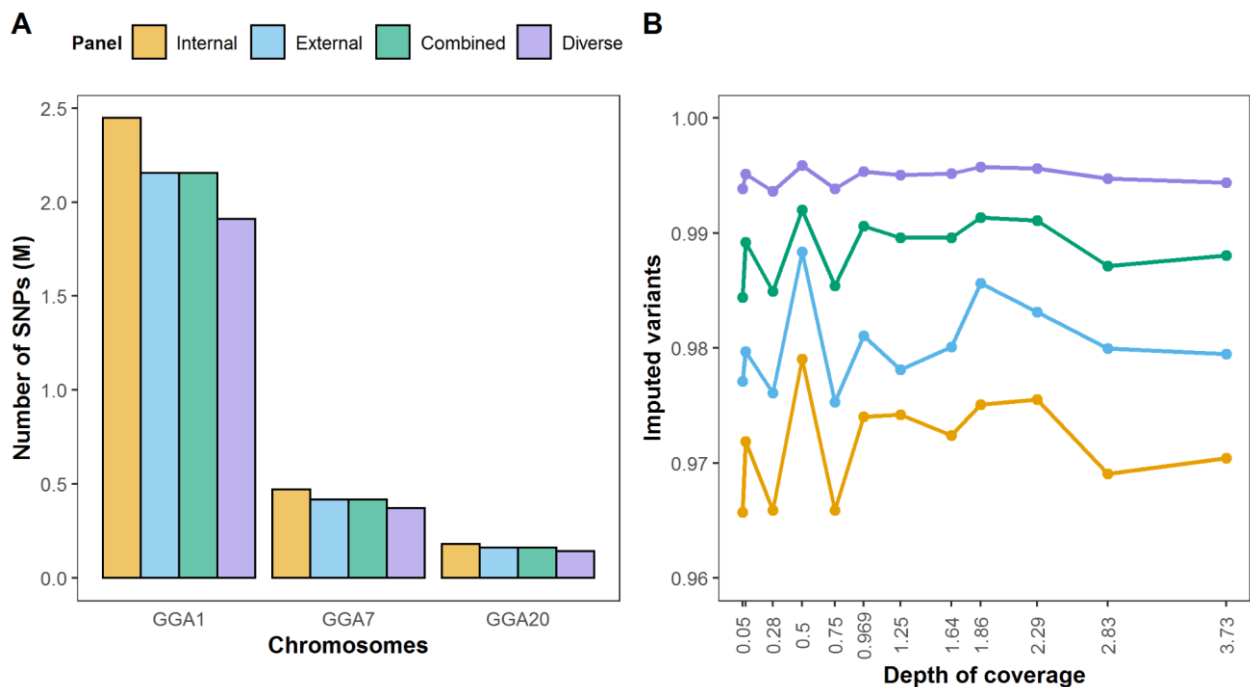 A
B
Panel Internal External Combined Diverse
Number of SNPs (M)
2.5
2.0
1.5
1.0
0.5
0.0
GGA1 GGA7 GGA20
Chromosomes
Imputed variants
1.00
0.99
0.98
0.97
0.96
0.05 0.28 0.5 0.75 0.969 1.25 1.64 1.86 2.29 2.83 3.73
Depth of coverage